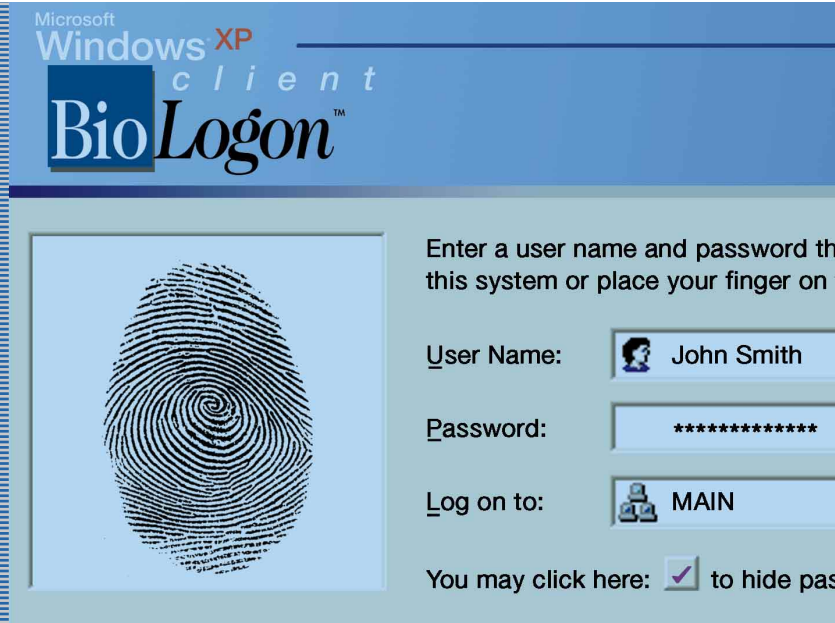 Microsoft
Windows XP
client
BioLogon™
Enter a user name and password th
this system or place your finger on
User Name: John Smith
Password: *************
Log on to: MAIN
You may click here: ✓ to hide pas